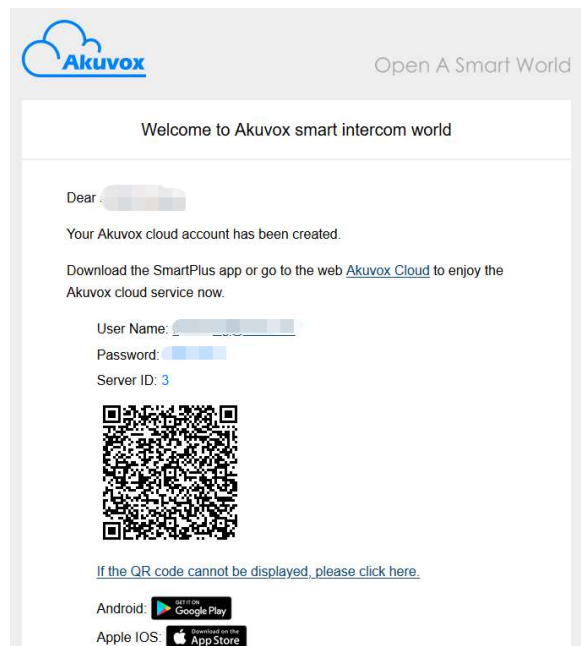 Akuvox
Open A Smart World
Welcome to Akuvox smart intercom world
Dear
Your Akuvox cloud account has been created.
Download the SmartPlus app or go to the web Akuvox Cloud to enjoy the
Akuvox cloud service now.
User Name:
Password:
Server ID: 3
If the QR code cannot be displayed, please click here.
Android: GET IT ON Google Play
Apple IOS: Download on the App Store